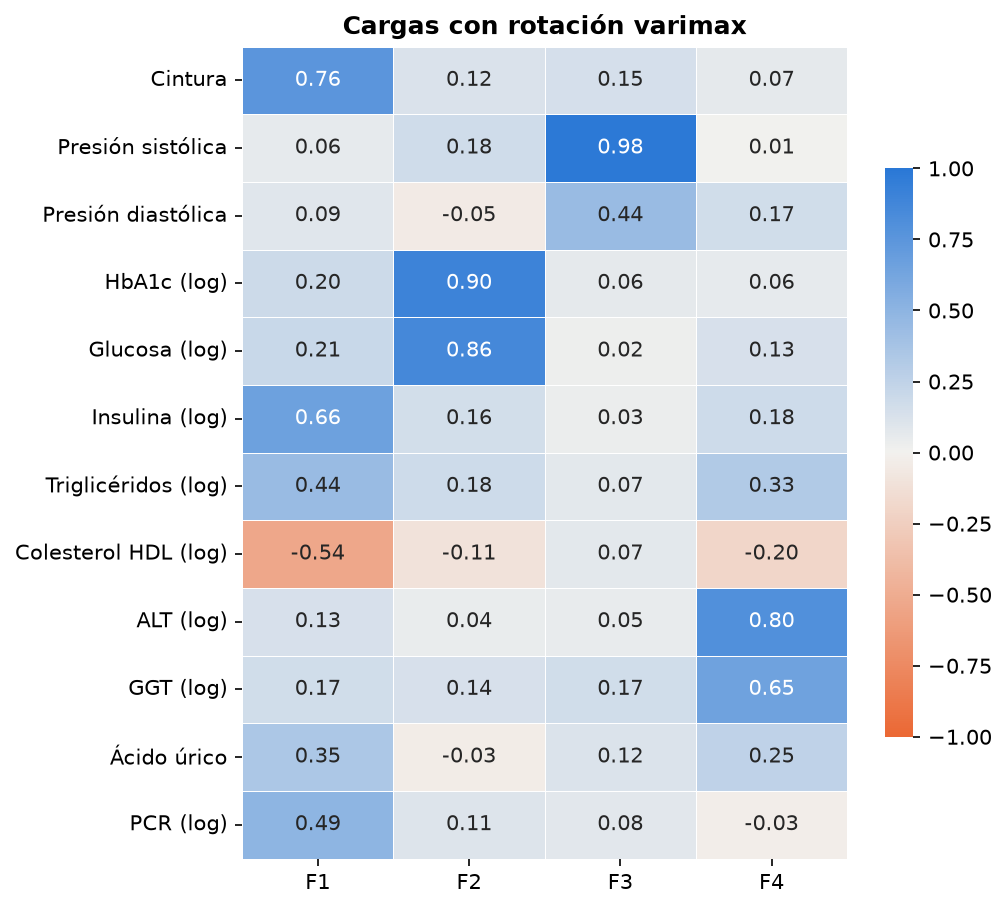 Cargas con rotación varimax
Cintura 0.76 0.12 0.15 0.07
Presión sistólica 0.06 0.18 0.98 0.01
Presión diastólica 0.09 -0.05 0.44 0.17
HbA1c (log) 0.20 0.90 0.06 0.06
Glucosa (log) 0.21 0.86 0.02 0.13
Insulina (log) 0.66 0.16 0.03 0.18
Triglicéridos (log) 0.44 0.18 0.07 0.33
Colesterol HDL (log) -0.54 -0.11 0.07 -0.20
ALT (log) 0.13 0.04 0.05 0.80
GGT (log) 0.17 0.14 0.17 0.65
Ácido úrico 0.35 -0.03 0.12 0.25
PCR (log) 0.49 0.11 0.08 -0.03
F1 F2 F3 F4
1.00
0.75
0.50
0.25
0.00
−0.25
−0.50
−0.75
−1.00